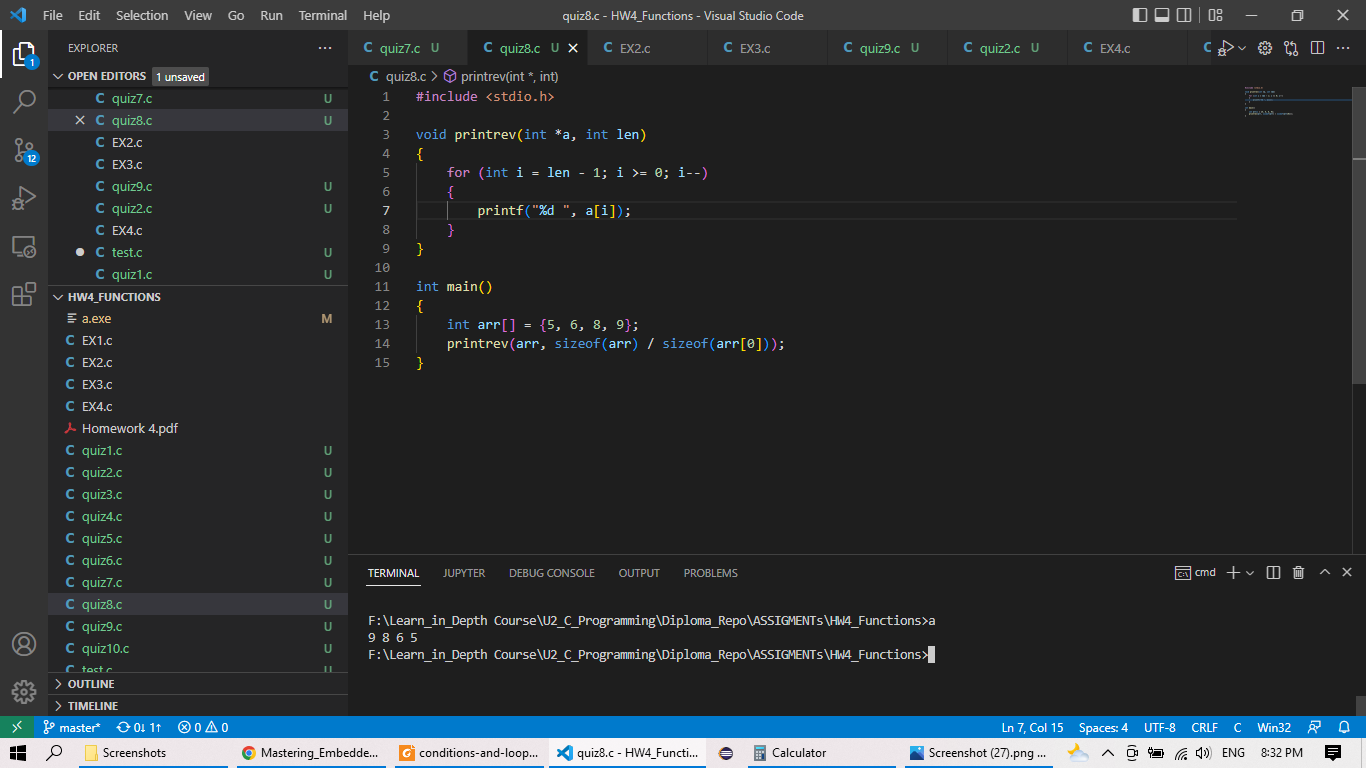 File Edit Selection View Go Run Terminal Help quiz8.c - HW4_Functions - Visual Studio Code
EXPLORER
OPEN EDITORS 1 unsaved
quiz7.c U
quiz8.c U
EX2.c
EX3.c
quiz9.c U
quiz2.c U
EX4.c
test.c U
quiz1.c U
HW4_FUNCTIONS
a.exe M
EX1.c
EX2.c
EX3.c
EX4.c
Homework 4.pdf
quiz1.c U
quiz2.c U
quiz3.c U
quiz4.c U
quiz5.c U
quiz6.c U
quiz7.c U
quiz8.c U
quiz9.c U
quiz10.c U
test.c U
OUTLINE
TIMELINE
1
12
quiz7.c U quiz8.c U EX2.c EX3.c quiz9.c U quiz2.c U EX4.c
quiz8.c > printrev(int *, int)
1 #include <stdio.h>
2
3 void printrev(int *a, int len)
4 {
5 for (int i = len - 1; i >= 0; i--)
6 {
7 printf("%d ", a[i]);
8 }
9 }
10
11 int main()
12 {
13 int arr[] = {5, 6, 8, 9};
14 printrev(arr, sizeof(arr) / sizeof(arr[0]));
15 }
TERMINAL JUPYTER DEBUG CONSOLE OUTPUT PROBLEMS cmd
F:\Learn_in_Depth Course\U2_C_Programming\Diploma_Repo\ASSIGMENTs\HW4_Functions>a
9 8 6 5
F:\Learn_in_Depth Course\U2_C_Programming\Diploma_Repo\ASSIGMENTs\HW4_Functions>
master* 0↓ 1↑ 0 0 Ln 7, Col 15 Spaces: 4 UTF-8 CRLF C Win32
Screenshots Mastering_Embedde... conditions-and-loop... quiz8.c - HW4_Functi... Calculator Screenshot (27).png ... ENG 8:32 PM